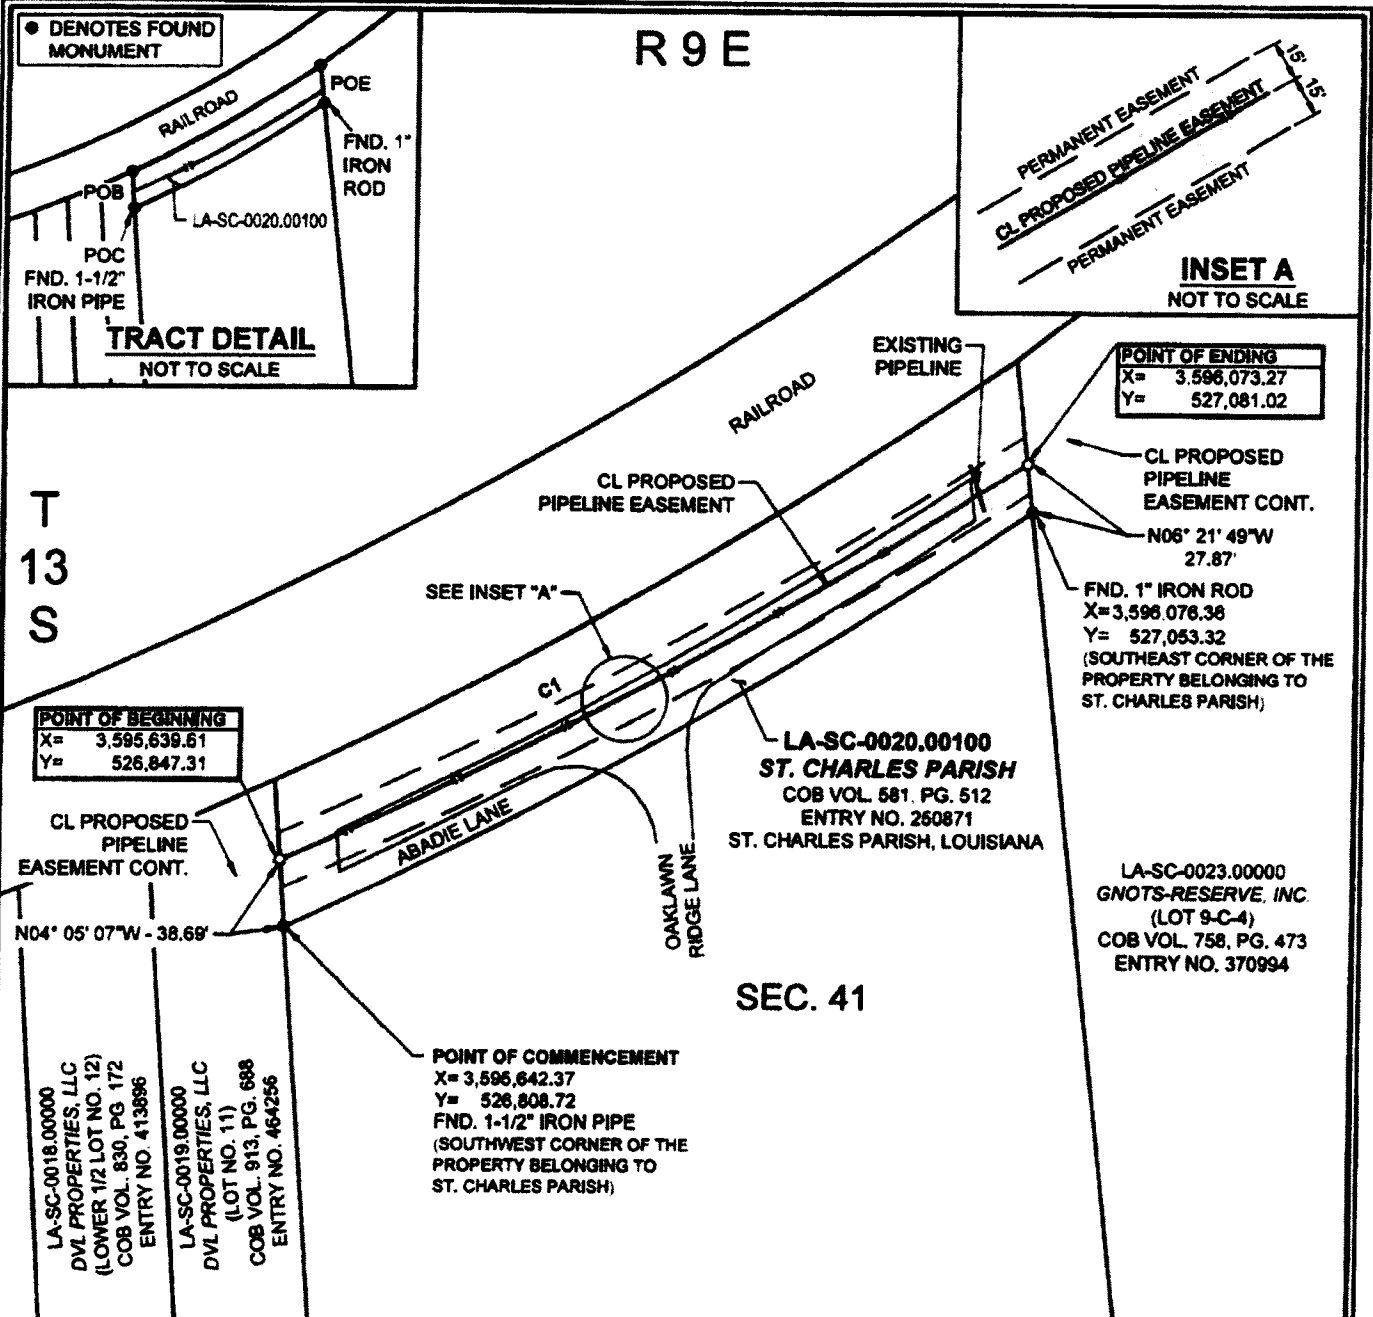 DENOTES FOUND
MONUMENT
RAILROAD
POE
FND. 1"
IRON
ROD
POB
LA-SC-0020.00100
POC
FND. 1-1/2"
IRON PIPE
TRACT DETAIL
NOT TO SCALE
R 9 E
15'
15'
PERMANENT EASEMENT
CL PROPOSED PIPELINE EASEMENT
PERMANENT EASEMENT
INSET A
NOT TO SCALE
EXISTING
PIPELINE
POINT OF ENDING
X= 3,596,073.27
Y= 527,081.02
RAILROAD
CL PROPOSED
PIPELINE
EASEMENT CONT.
CL PROPOSED
PIPELINE EASEMENT
T
13
S
N06° 21' 49"W
27.87'
SEE INSET "A"
FND. 1" IRON ROD
X=3,596,076.36
Y= 527,053.32
(SOUTHEAST CORNER OF THE
PROPERTY BELONGING TO
ST. CHARLES PARISH)
C1
POINT OF BEGINNING
X= 3,595,639.61
Y= 526,847.31
LA-SC-0020.00100
ST. CHARLES PARISH
COB VOL. 581, PG. 512
ENTRY NO. 250871
ST. CHARLES PARISH, LOUISIANA
CL PROPOSED
PIPELINE
EASEMENT CONT.
ABADIE LANE
OAKLAWN
RIDGE LANE
LA-SC-0023.00000
GNOTS-RESERVE, INC.
(LOT 9-C-4)
COB VOL. 758, PG. 473
ENTRY NO. 370994
N04° 05' 07"W - 38.69'
SEC. 41
POINT OF COMMENCEMENT
X= 3,595,642.37
Y= 526,808.72
FND. 1-1/2" IRON PIPE
(SOUTHWEST CORNER OF THE
PROPERTY BELONGING TO
ST. CHARLES PARISH)
LA-SC-0018.00000
DVL PROPERTIES, LLC
(LOWER 1/2 LOT NO. 12)
COB VOL. 830, PG 172
ENTRY NO. 413896
LA-SC-0019.00000
DVL PROPERTIES, LLC
(LOT NO. 11)
COB VOL. 913, PG. 688
ENTRY NO. 464256